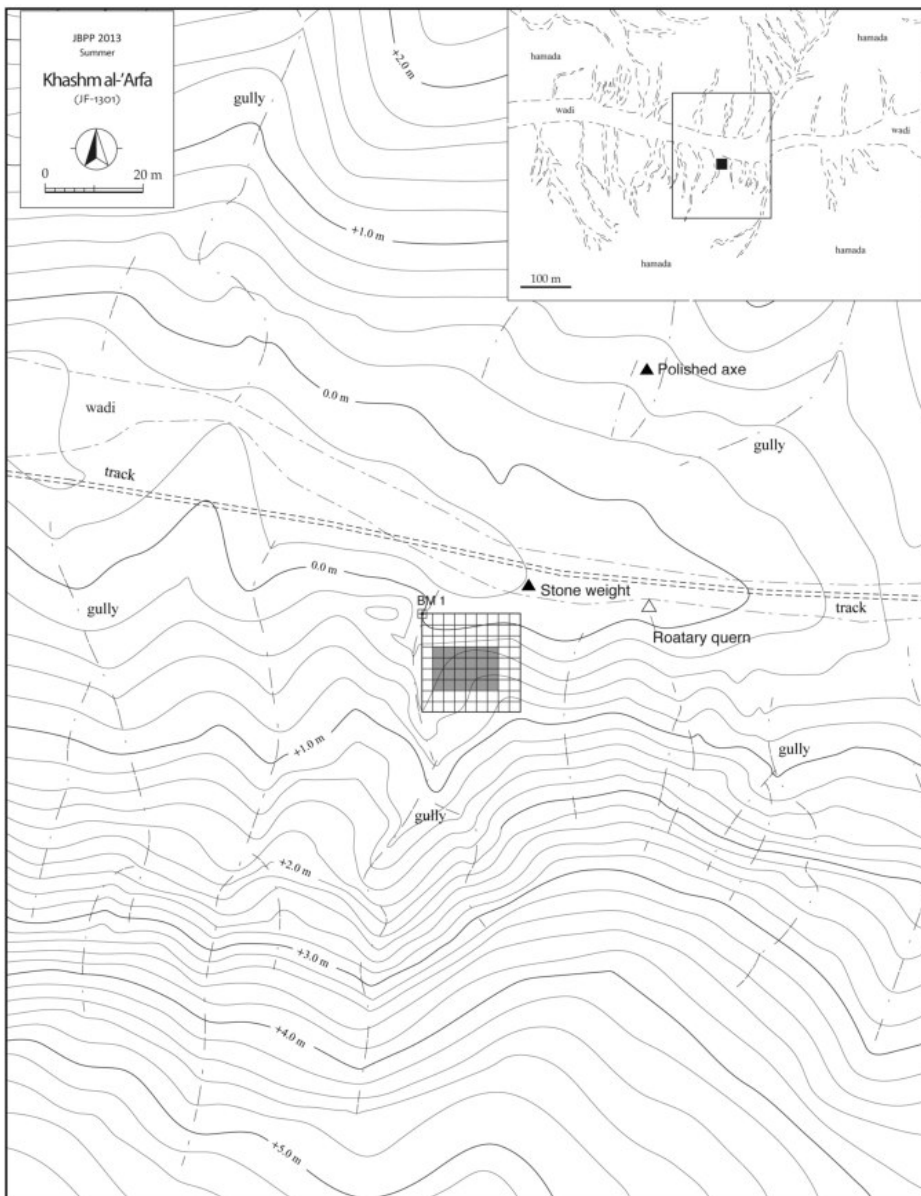 JBPP 2013
Summer
Khashm al-'Arfa
(JF-1301)
0 20 m
+2.0 m
gully
+1.0 m
hamada
hamada
wadi
wadi
hamada
hamada
100 m
0.0 m
Polished axe
wadi
gully
track
0.0 m
Stone weight
BM 1
gully
track
Roatary quern
+1.0 m
gully
gully
+2.0 m
+3.0 m
+4.0 m
+5.0 m